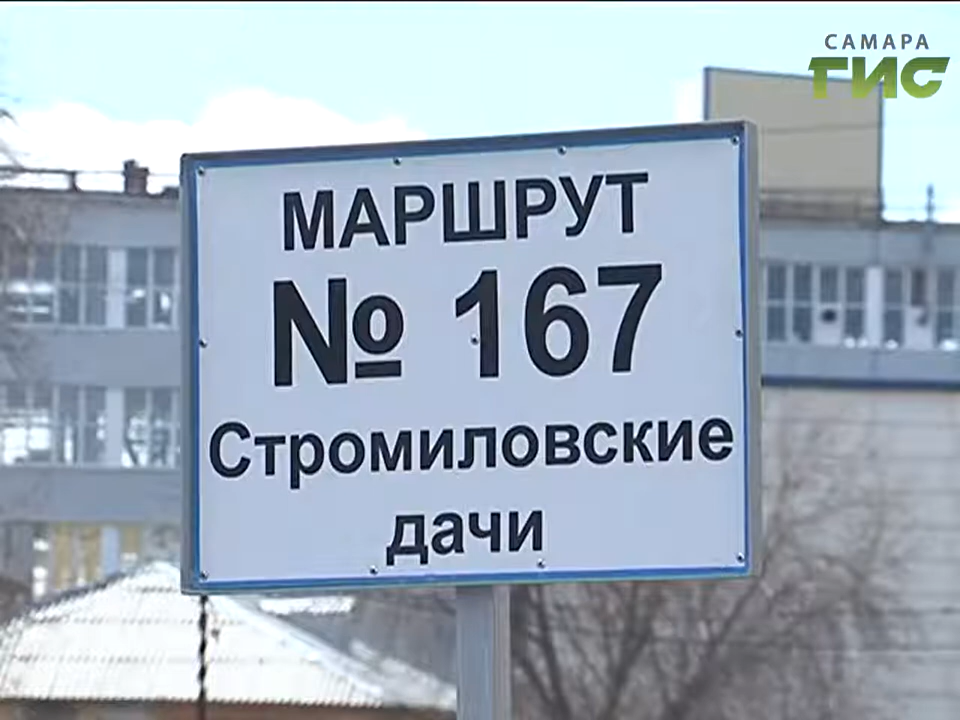 САМАРА
ГИС
МАРШРУТ
№ 167
Стромиловские
дачи